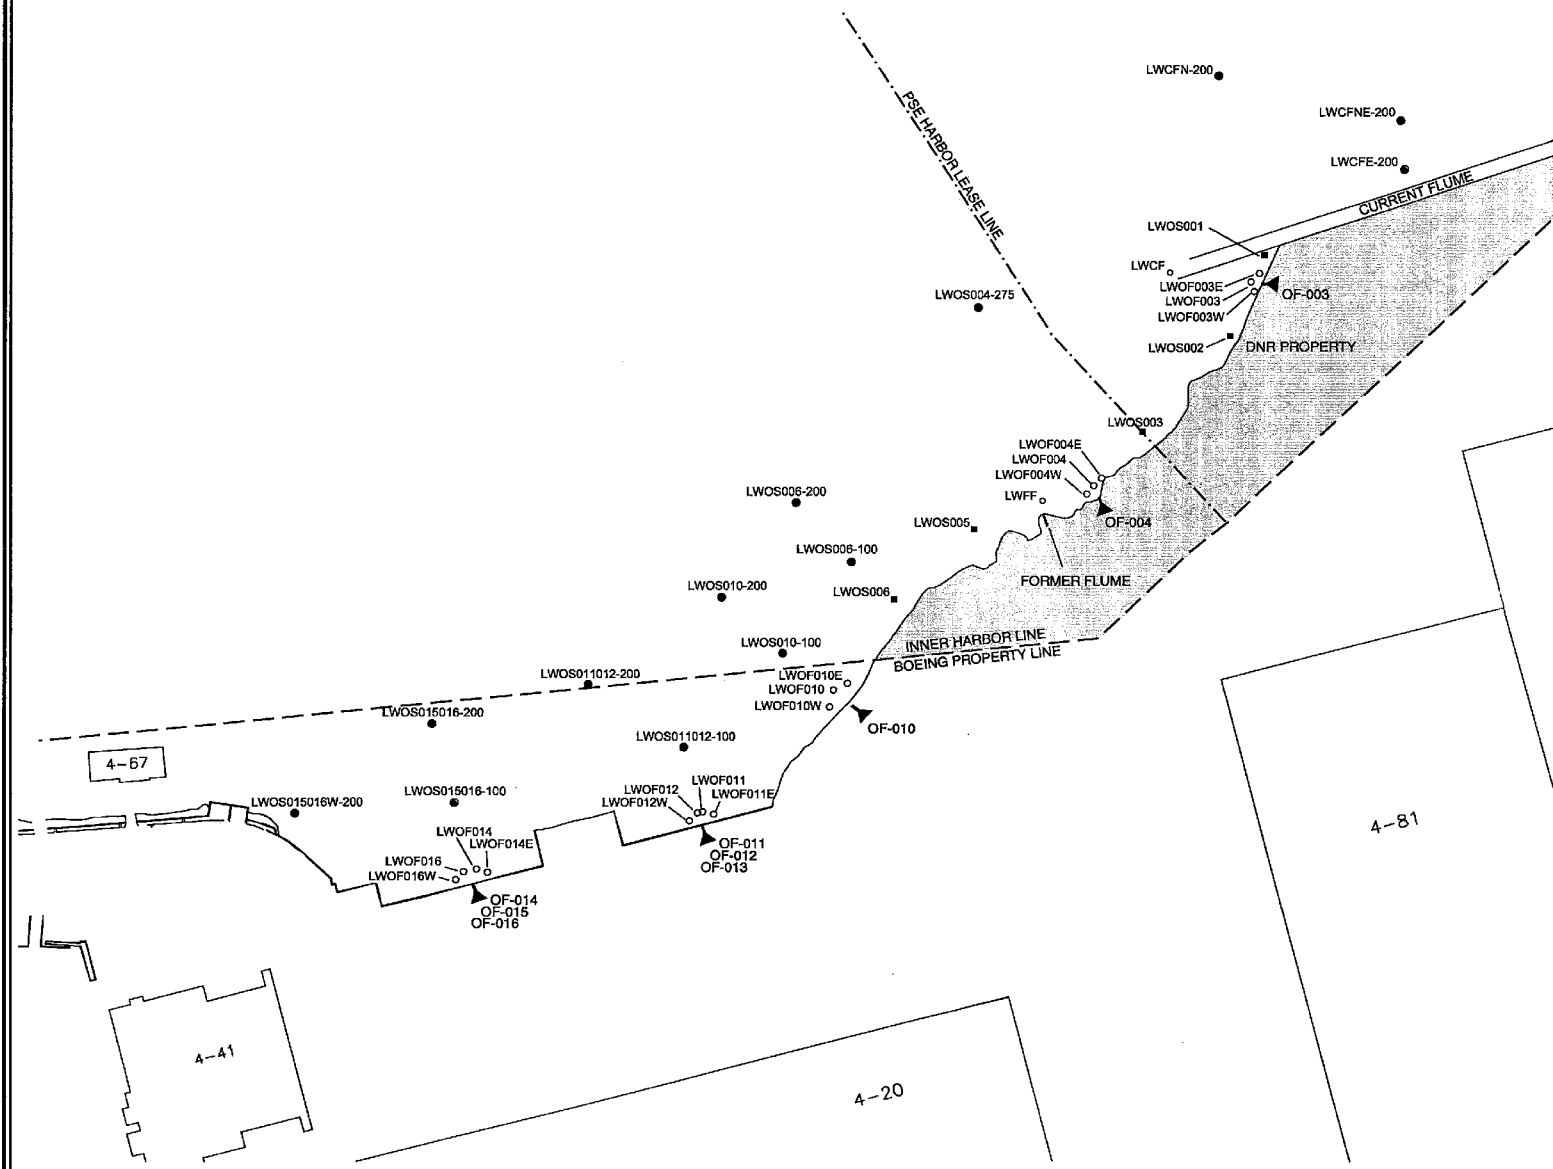 LWCFN-200
PSE HARBOR LEASE LINE
LWCFNE-200
LWCFE-200
CURRENT FLUME
LWOS001
LWCF
LWOF003E
LWOF003
LWOF003W
OF-003
LWOS004-275
LWOS002
DNR PROPERTY
LWOS003
LWOF004E
LWOF004
LWOF004W
LWFF
OF-004
LWOS006-200
LWOS005
LWOS006-100
FORMER FLUME
LWOS010-200
LWOS006
INNER HARBOR LINE
BOEING PROPERTY LINE
LWOS010-100
LWOS011012-200
LWOF010E
LWOF010
LWOF010W
OF-010
LWOS015016-200
LWOS011012-100
4-67
LWOS015016W-200
LWOS015016-100
LWOF011
LWOF012
LWOF011E
LWOF012W
OF-011
OF-012
OF-013
LWOF014
LWOF014E
LWOF016
LWOF016W
OF-014
OF-015
OF-016
4-81
4-41
4-20